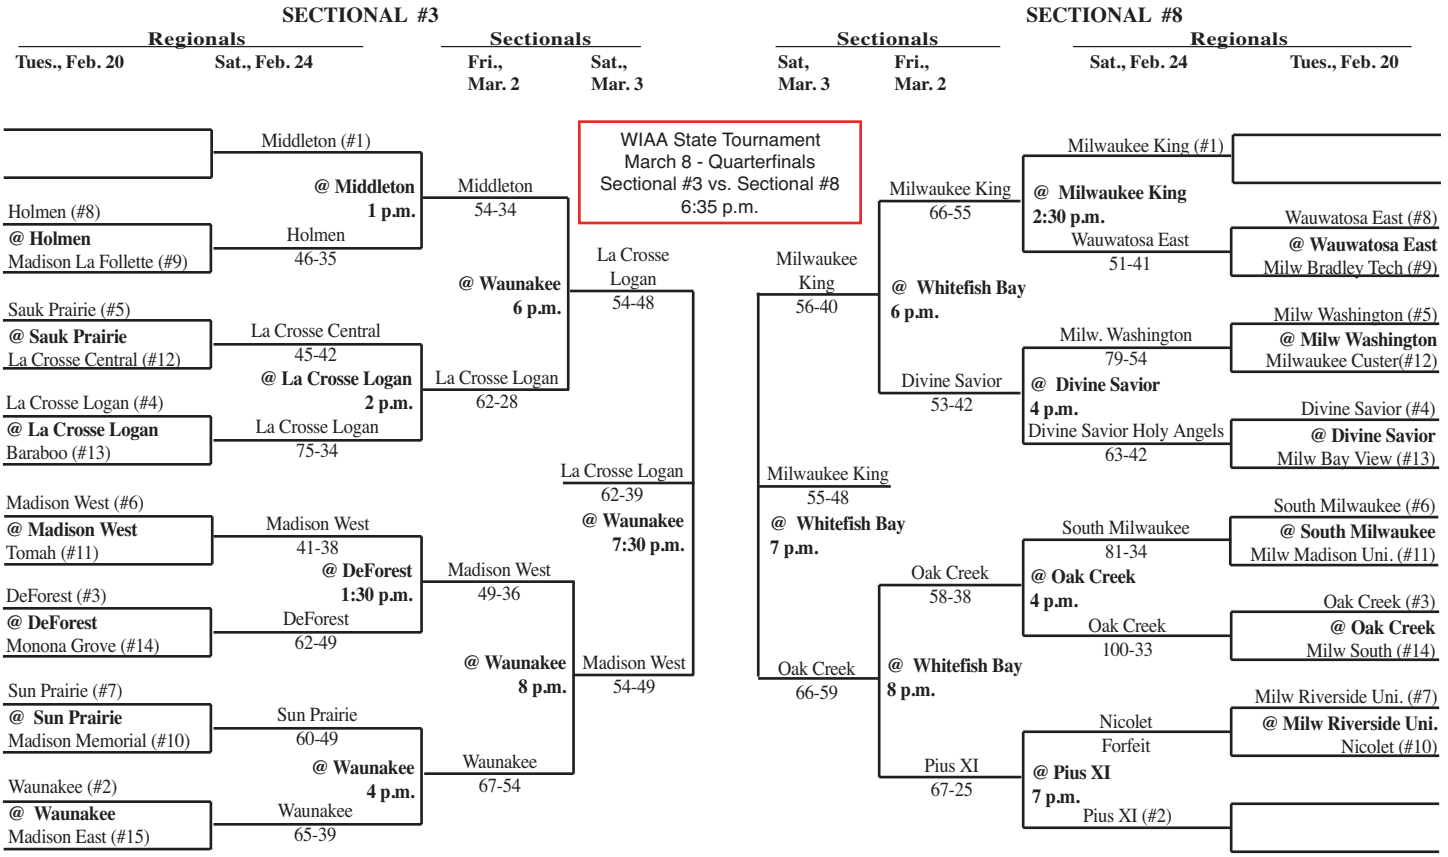 SECTIONAL #3
Regionals
Sectionals
Tues., Feb. 20
Sat., Feb. 24
Fri.,
Mar. 2
Sat.,
Mar. 3
Holmen (#8)
@ Holmen
Madison La Follette (#9)
Sauk Prairie (#5)
@ Sauk Prairie
La Crosse Central (#12)
La Crosse Logan (#4)
@ La Crosse Logan
Baraboo (#13)
Madison West (#6)
@ Madison West
Tomah (#11)
DeForest (#3)
@ DeForest
Monona Grove (#14)
Sun Prairie (#7)
@ Sun Prairie
Madison Memorial (#10)
Waunakee (#2)
@ Waunakee
Madison East (#15)
Middleton (#1)
@ Middleton
1 p.m.
Holmen
46-35
La Crosse Central
45-42
@ La Crosse Logan
2 p.m.
La Crosse Logan
75-34
Madison West
41-38
@ DeForest
1:30 p.m.
DeForest
62-49
Sun Prairie
60-49
@ Waunakee
4 p.m.
Waunakee
65-39
Middleton
54-34
@ Waunakee
6 p.m.
La Crosse Logan
62-28
Madison West
49-36
@ Waunakee
8 p.m.
Waunakee
67-54
La Crosse
Logan
54-48
La Crosse Logan
62-39
@ Waunakee
7:30 p.m.
Madison West
54-49
WIAA State Tournament
March 8 - Quarterfinals
Sectional #3 vs. Sectional #8
6:35 p.m.
SECTIONAL #8
Sectionals
Regionals
Sat,
Mar. 3
Fri.,
Mar. 2
Sat., Feb. 24
Tues., Feb. 20
Milwaukee
King
56-40
Milwaukee King
55-48
@ Whitefish Bay
7 p.m.
Oak Creek
66-59
Milwaukee King
66-55
@ Whitefish Bay
6 p.m.
Divine Savior
53-42
Oak Creek
58-38
@ Whitefish Bay
8 p.m.
Pius XI
67-25
Milwaukee King (#1)
@ Milwaukee King
2:30 p.m.
Wauwatosa East
51-41
Milw. Washington
79-54
@ Divine Savior
4 p.m.
Divine Savior Holy Angels
63-42
South Milwaukee
81-34
@ Oak Creek
4 p.m.
Oak Creek
100-33
Nicolet
Forfeit
@ Pius XI
7 p.m.
Pius XI (#2)
Wauwatosa East (#8)
@ Wauwatosa East
Milw Bradley Tech (#9)
Milw Washington (#5)
@ Milw Washington
Milwaukee Custer(#12)
Divine Savior (#4)
@ Divine Savior
Milw Bay View (#13)
South Milwaukee (#6)
@ South Milwaukee
Milw Madison Uni. (#11)
Oak Creek (#3)
@ Oak Creek
Milw South (#14)
Milw Riverside Uni. (#7)
@ Milw Riverside Uni.
Nicolet (#10)